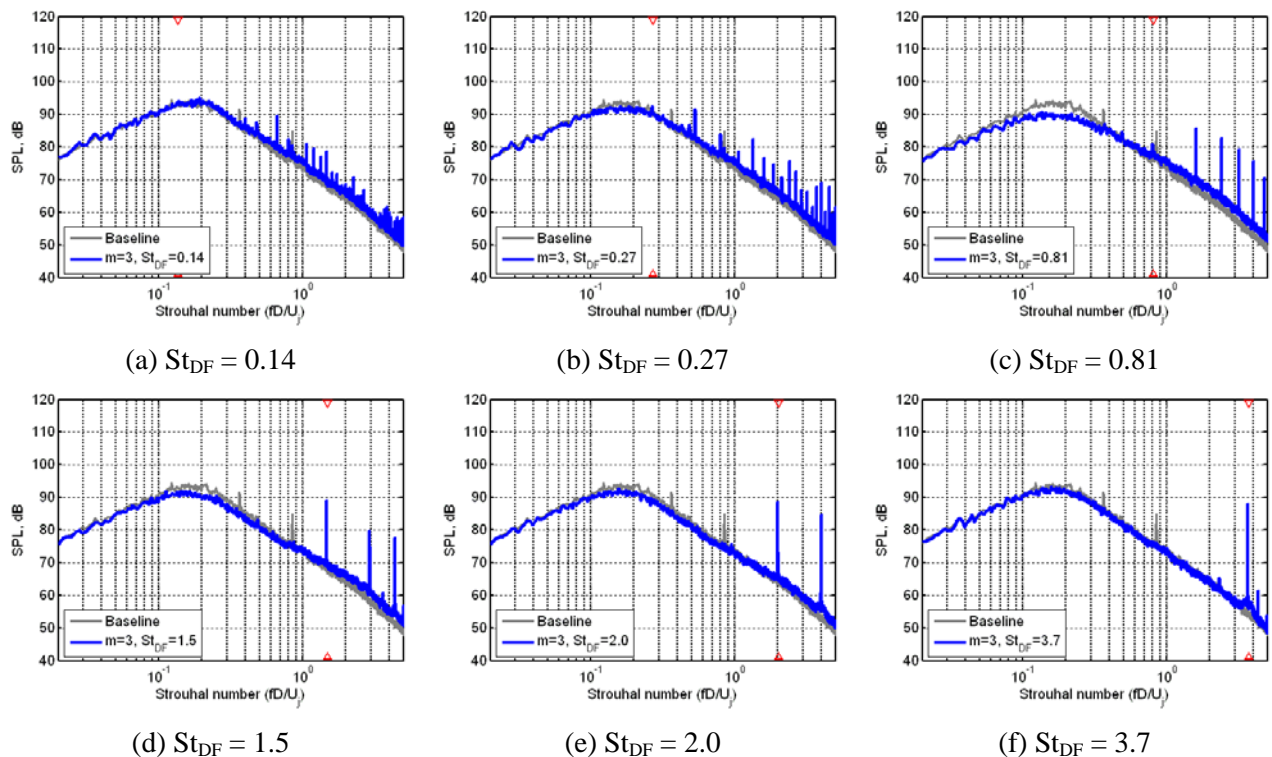 120
110
100
90
80
70
60
50
40
SPL, dB
Baseline
m=3, St_DF=0.14
10^-1
10^0
Strouhal number (fD/U_j)
(a) St_DF = 0.14
120
110
100
90
80
70
60
50
40
SPL, dB
Baseline
m=3, St_DF=0.27
10^-1
10^0
Strouhal number (fD/U_j)
(b) St_DF = 0.27
120
110
100
90
80
70
60
50
40
SPL, dB
Baseline
m=3, St_DF=0.81
10^-1
10^0
Strouhal number (fD/U_j)
(c) St_DF = 0.81
120
110
100
90
80
70
60
50
40
SPL, dB
Baseline
m=3, St_DF=1.5
10^-1
10^0
Strouhal number (fD/U_j)
(d) St_DF = 1.5
120
110
100
90
80
70
60
50
40
SPL, dB
Baseline
m=3, St_DF=2.0
10^-1
10^0
Strouhal number (fD/U_j)
(e) St_DF = 2.0
120
110
100
90
80
70
60
50
40
SPL, dB
Baseline
m=3, St_DF=3.7
10^-1
10^0
Strouhal number (fD/U_j)
(f) St_DF = 3.7